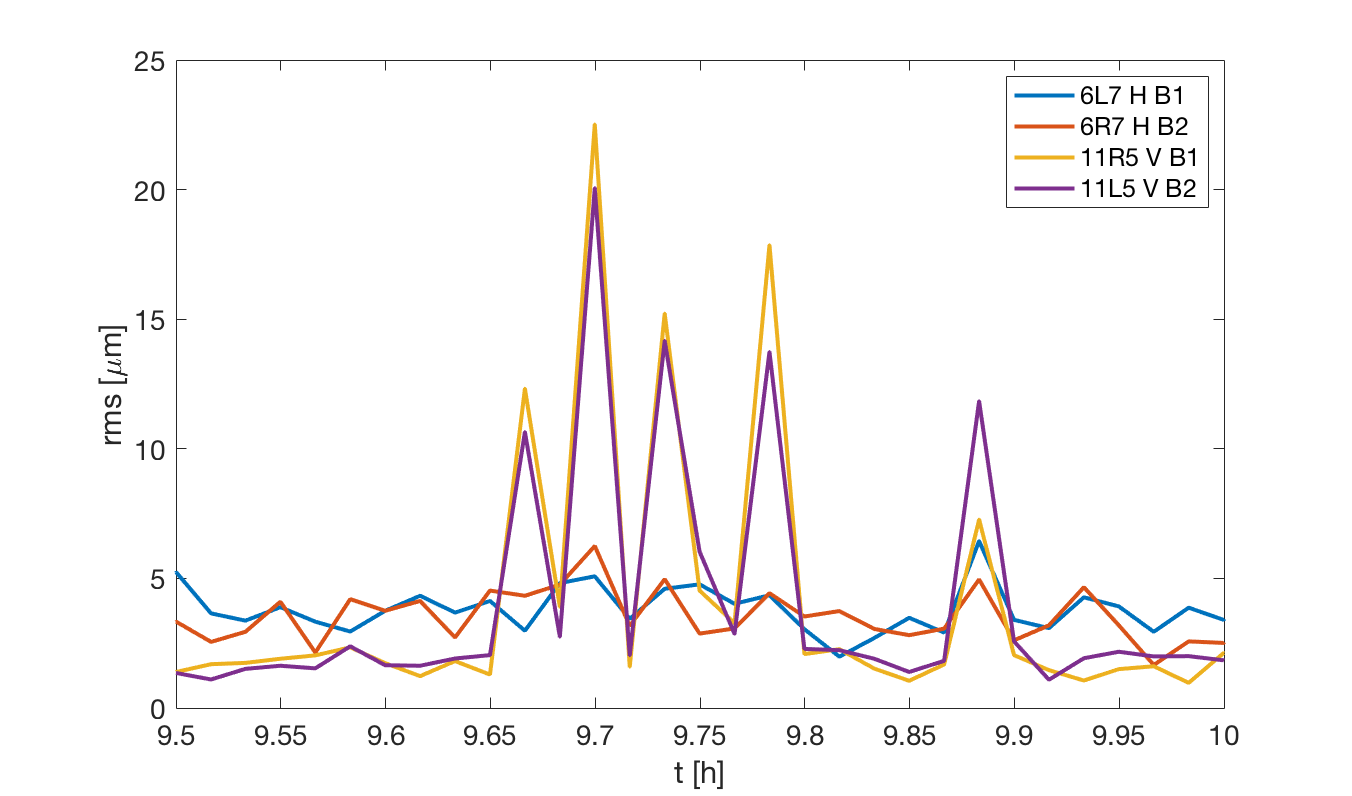 25
20
15
10
5
0
rms [μm]
6L7 H B1
6R7 H B2
11R5 V B1
11L5 V B2
9.5 9.55 9.6 9.65 9.7 9.75 9.8 9.85 9.9 9.95 10
t [h]